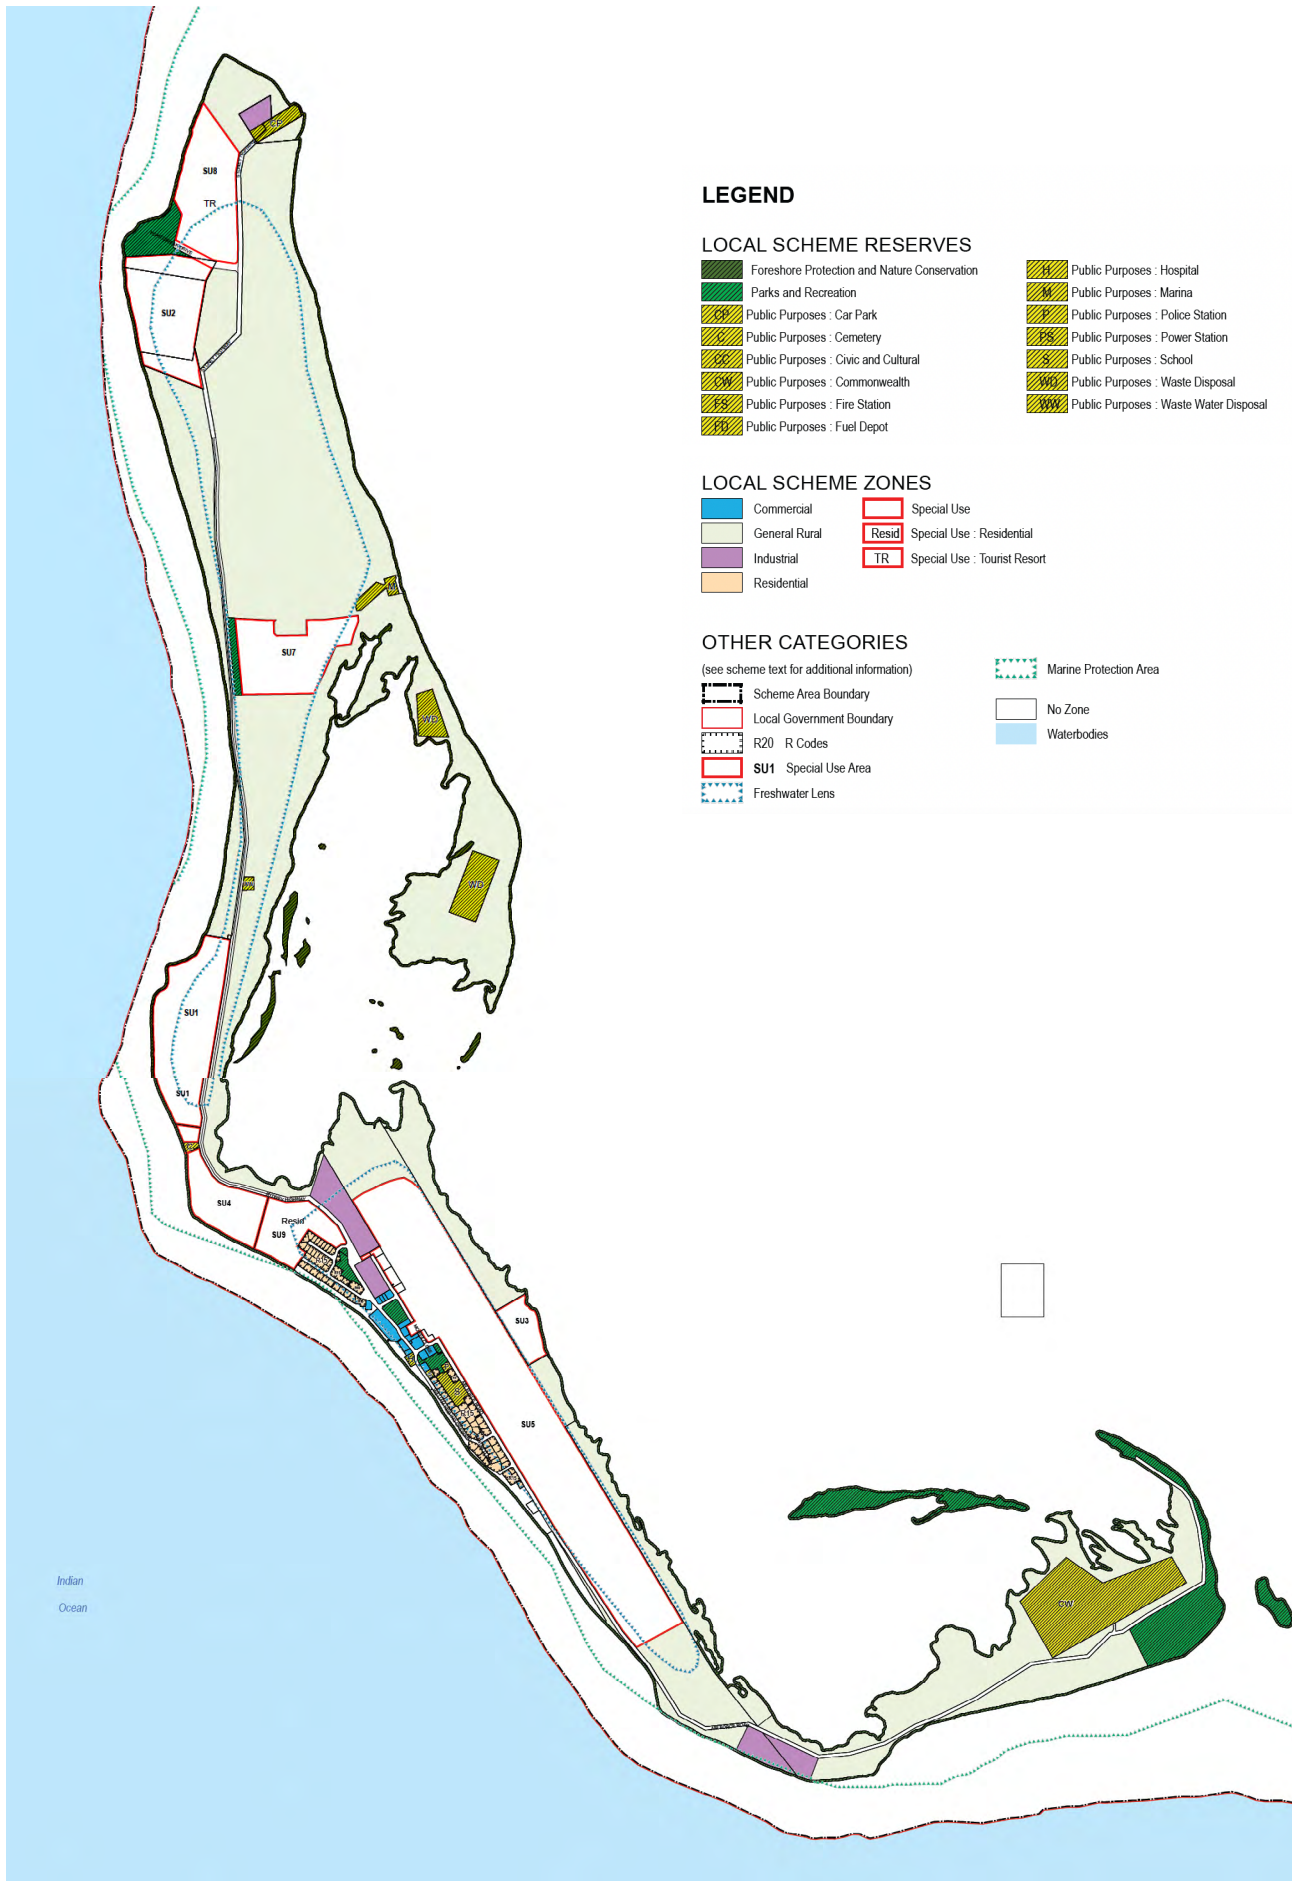 LEGEND
LOCAL SCHEME RESERVES
Foreshore Protection and Nature Conservation
Parks and Recreation
CP Public Purposes : Car Park
C Public Purposes : Cemetery
CC Public Purposes : Civic and Cultural
CW Public Purposes : Commonwealth
FS Public Purposes : Fire Station
FD Public Purposes : Fuel Depot
H Public Purposes : Hospital
M Public Purposes : Marina
P Public Purposes : Police Station
PS Public Purposes : Power Station
S Public Purposes : School
WD Public Purposes : Waste Disposal
WW Public Purposes : Waste Water Disposal
LOCAL SCHEME ZONES
Commercial
General Rural
Industrial
Residential
Special Use
Resid Special Use : Residential
TR Special Use : Tourist Resort
OTHER CATEGORIES
(see scheme text for additional information)
Scheme Area Boundary
Local Government Boundary
R20 R Codes
SU1 Special Use Area
Freshwater Lens
Marine Protection Area
No Zone
Waterbodies
CP
SU8
TR
SU2
SU7
WD
WD
SU1
SU1
SU4
Resid
SU9
SU3
S
R15
SU5
CW
Indian
Ocean